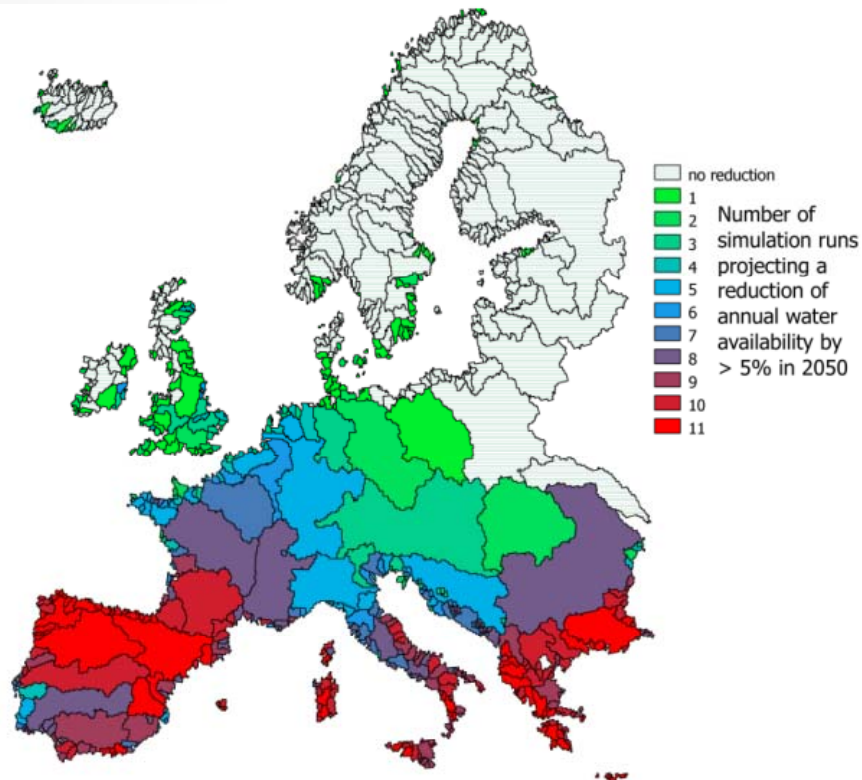 no reduction
1
2
3
4
5
6
7
8
9
10
11
Number of
simulation runs
projecting a
reduction of
annual water
availability by
> 5% in 2050